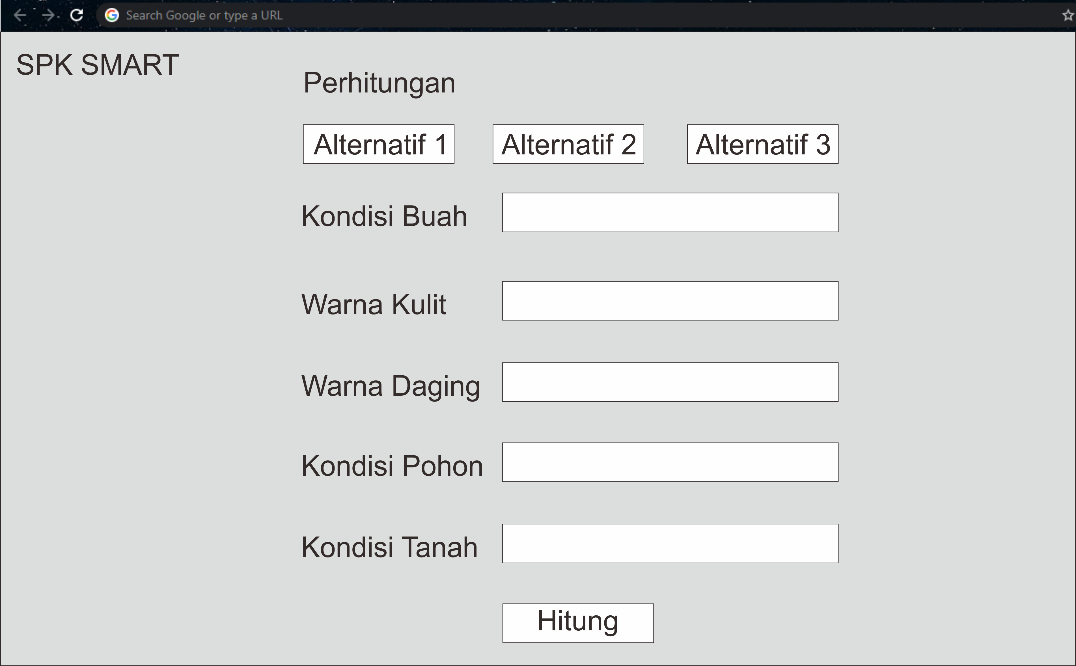 Search Google or type a URL
SPK SMART
Perhitungan
Alternatif 1 Alternatif 2 Alternatif 3
Kondisi Buah
Warna Kulit
Warna Daging
Kondisi Pohon
Kondisi Tanah
Hitung